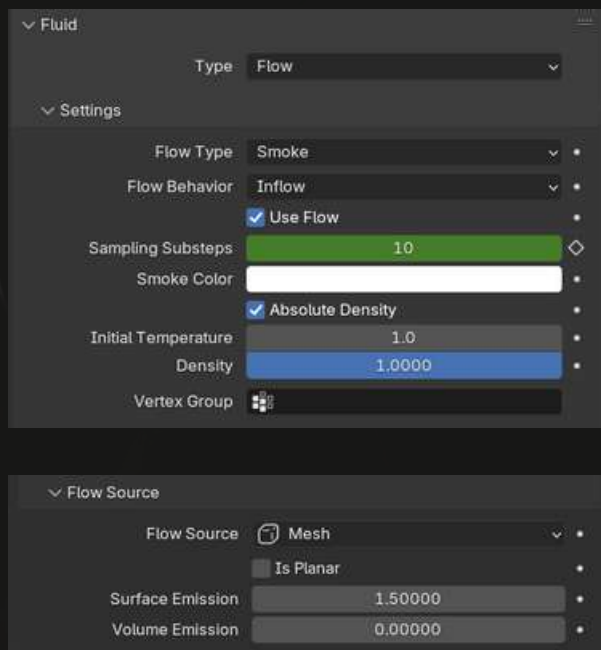 Fluid
Type Flow
Settings
Flow Type Smoke
Flow Behavior Inflow
Use Flow
Sampling Substeps 10
Smoke Color
Absolute Density
Initial Temperature 1.0
Density 1.0000
Vertex Group
Flow Source
Flow Source Mesh
Is Planar
Surface Emission 1.50000
Volume Emission 0.00000